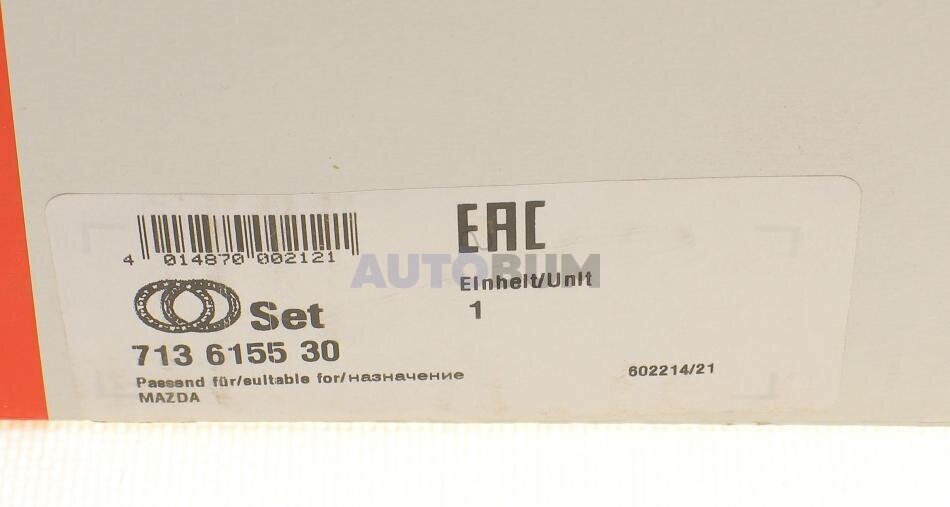 EAC
4 014870 002121
AUTOBUM
Einheit/Unit
1
Set
713 6155 30
Passend für/suitable for/назначение
MAZDA
602214/21